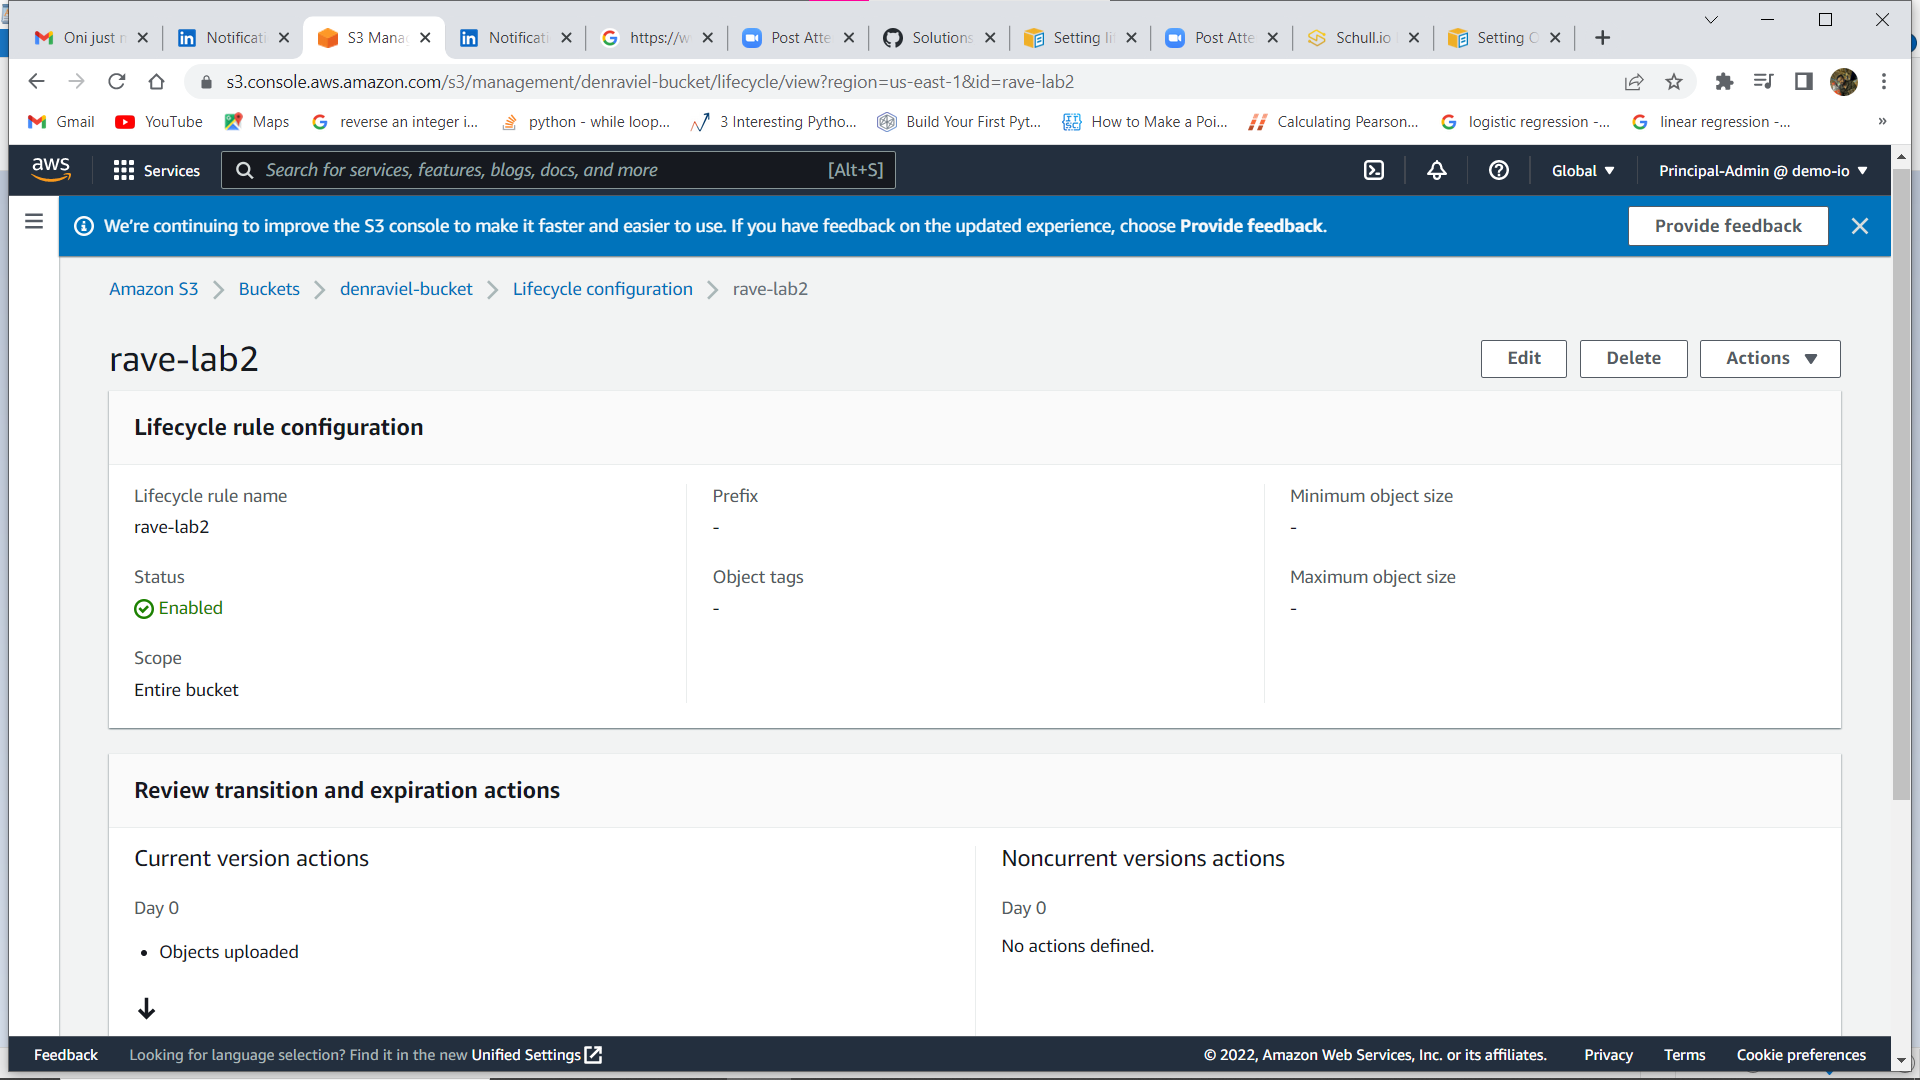 Oni just n
Notificati
S3 Mana
Notificati
https://w
Post Atte
Solutions
Setting li
Post Atte
Schull.io
Setting C
s3.console.aws.amazon.com/s3/management/denraviel-bucket/lifecycle/view?region=us-east-1&id=rave-lab2
Gmail
YouTube
Maps
reverse an integer i...
python - while loop...
3 Interesting Pytho...
Build Your First Pyt...
How to Make a Poi...
Calculating Pearson...
logistic regression -...
linear regression -...
»
aws
Services
Search for services, features, blogs, docs, and more [Alt+S]
Global
Principal-Admin @ demo-io
We’re continuing to improve the S3 console to make it faster and easier to use. If you have feedback on the updated experience, choose Provide feedback.
Provide feedback
Amazon S3 > Buckets > denraviel-bucket > Lifecycle configuration > rave-lab2
rave-lab2
Edit
Delete
Actions
Lifecycle rule configuration
Lifecycle rule name
rave-lab2
Status
Enabled
Scope
Entire bucket
Prefix
-
Object tags
-
Minimum object size
-
Maximum object size
-
Review transition and expiration actions
Current version actions
Day 0
• Objects uploaded
Noncurrent versions actions
Day 0
No actions defined.
Feedback
Looking for language selection? Find it in the new Unified Settings
© 2022, Amazon Web Services, Inc. or its affiliates.
Privacy
Terms
Cookie preferences